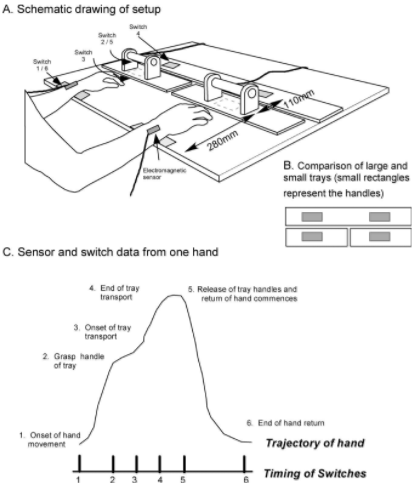 A. Schematic drawing of setup
Switch
4
Switch
2 / 5
Switch
3
Switch
1 / 6
110mm
280mm
Electromagnetic
sensor
B. Comparison of large and
small trays (small rectangles
represent the handles)
C. Sensor and switch data from one hand
4. End of tray
transport
5. Release of tray handles and
return of hand commences
3. Onset of tray
transport
2. Grasp handle
of tray
6. End of hand return
1. Onset of hand
movement
Trajectory of hand
1 2 3 4 5 6
Timing of Switches